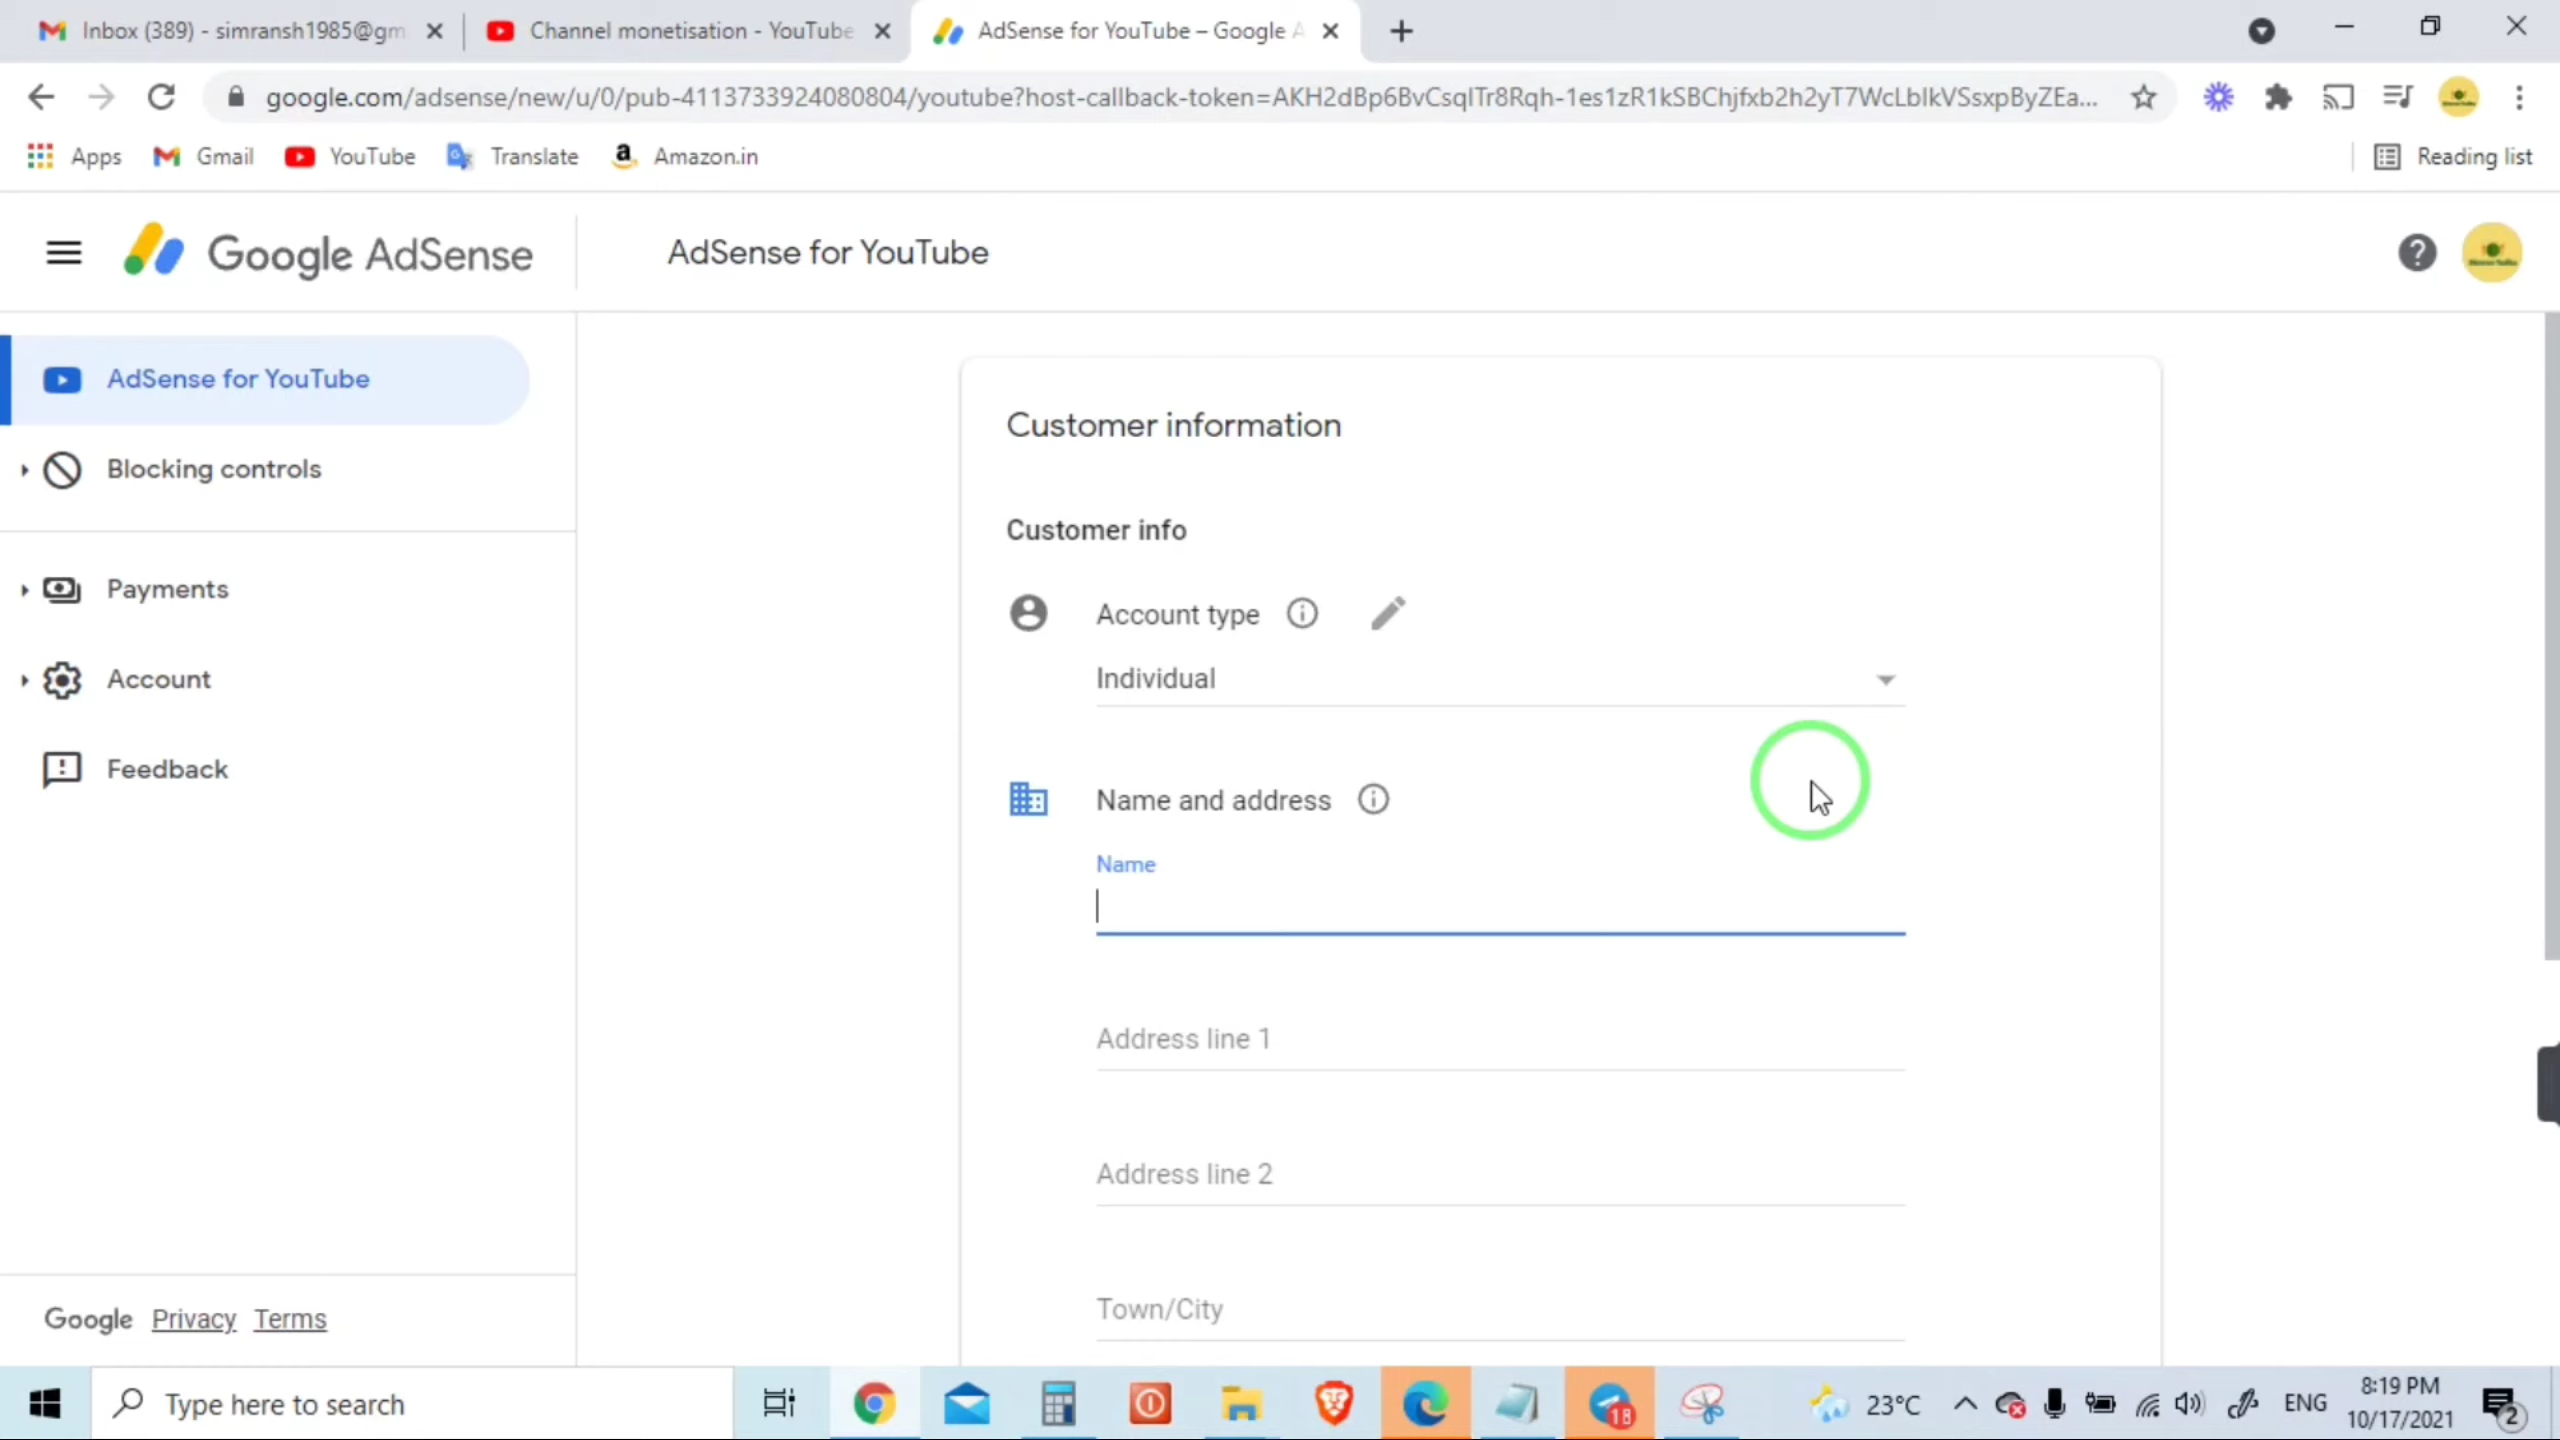 Inbox (389) - simransh1985@gm
Channel monetisation - YouTube
AdSense for YouTube – Google A
google.com/adsense/new/u/0/pub-4113733924080804/youtube?host-callback-token=AKH2dBp6BvCsqlTr8Rqh-1es1zR1kSBChjfxb2h2yT7WcLblkVSsxpByZEa...
Apps Gmail YouTube Translate Amazon.in Reading list
Google AdSense
AdSense for YouTube
AdSense for YouTube
Blocking controls
Payments
Account
Feedback
Google Privacy Terms
Customer information
Customer info
Account type
Individual
Name and address
Name
Address line 1
Address line 2
Town/City
Type here to search
18
23°C
ENG
8:19 PM
10/17/2021
2